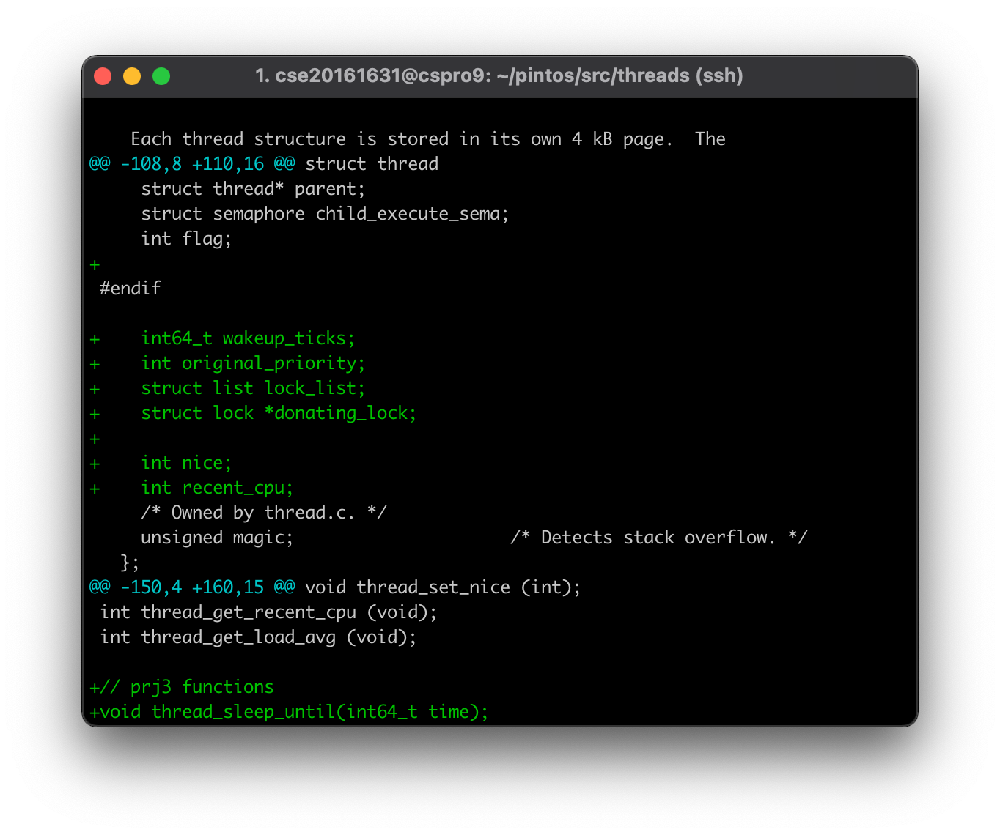 1. cse20161631@cspro9: ~/pintos/src/threads (ssh)
    Each thread structure is stored in its own 4 kB page.  The
@@ -108,8 +110,16 @@ struct thread
     struct thread* parent;
     struct semaphore child_execute_sema;
     int flag;
+
 #endif

+    int64_t wakeup_ticks;
+    int original_priority;
+    struct list lock_list;
+    struct lock *donating_lock;
+
+    int nice;
+    int recent_cpu;
     /* Owned by thread.c. */
     unsigned magic;                     /* Detects stack overflow. */
   };
@@ -150,4 +160,15 @@ void thread_set_nice (int);
 int thread_get_recent_cpu (void);
 int thread_get_load_avg (void);

+// prj3 functions
+void thread_sleep_until(int64_t time);